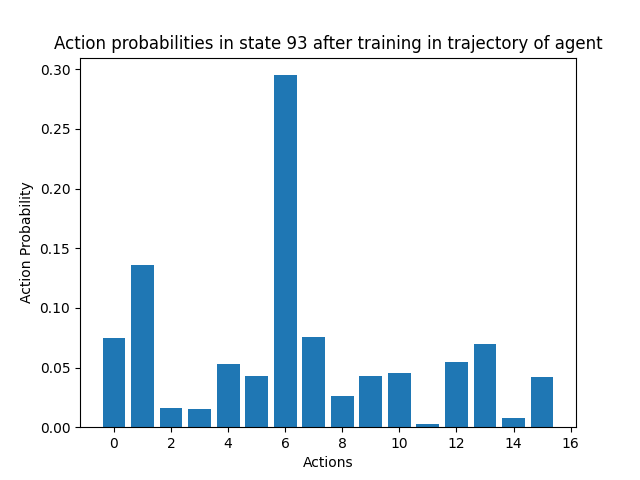 Action probabilities in state 93 after training in trajectory of agent
0.30
0.25
0.20
0.15
0.10
0.05
0.00
Action Probability
0 2 4 6 8 10 12 14 16
Actions